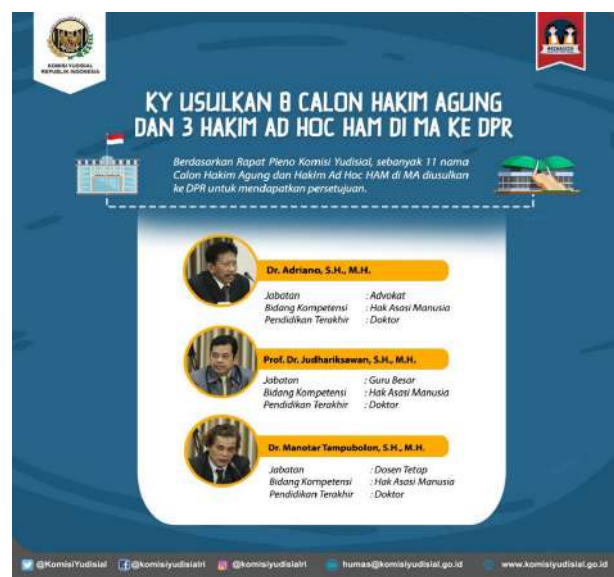 KOMISI YUDISIAL
REPUBLIK INDONESIA
KY USULKAN 8 CALON HAKIM AGUNG
DAN 3 HAKIM AD HOC HAM DI MA KE DPR
Berdasarkan Rapat Pleno Komisi Yudisial, sebanyak 11 nama
Calon Hakim Agung dan Hakim Ad Hoc HAM di MA diusulkan
ke DPR untuk mendapatkan persetujuan.
Dr. Adriano, S.H., M.H.
Jabatan : Advokat
Bidang Kompetensi : Hak Asasi Manusia
Pendidikan Terakhir : Doktor
Prof. Dr. Judhariksawan, S.H., M.H.
Jabatan : Guru Besar
Bidang Kompetensi : Hak Asasi Manusia
Pendidikan Terakhir : Doktor
Dr. Manotar Tampubolon, S.H., M.H.
Jabatan : Dosen Tetap
Bidang Kompetensi : Hak Asasi Manusia
Pendidikan Terakhir : Doktor
@KomisiYudisial @komisiyudisialri @komisiyudisialri humas@komisiyudisial.go.id www.komisiyudisial.go.id